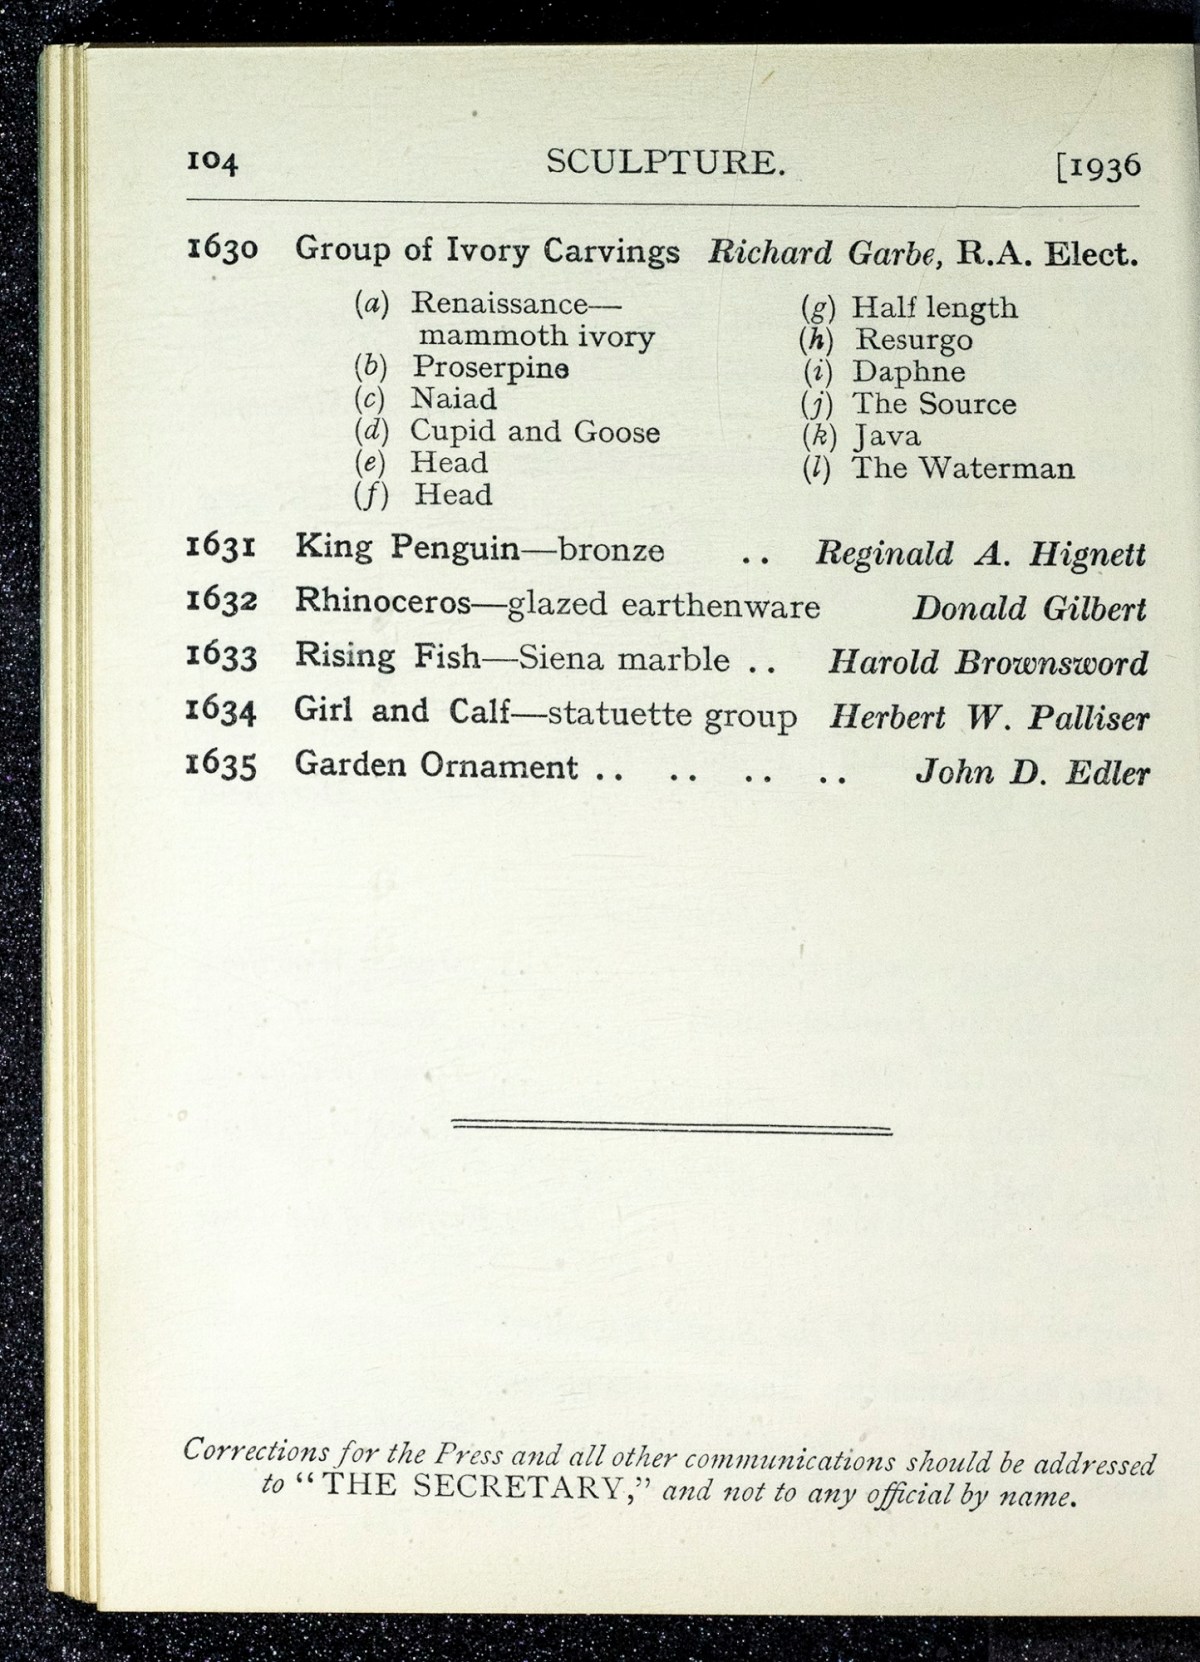 104 SCULPTURE. [1936
1630 Group of Ivory Carvings Richard Garbe, R.A. Elect.
(a) Renaissance—
mammoth ivory
(b) Proserpine
(c) Naiad
(d) Cupid and Goose
(e) Head
(f) Head
(g) Half length
(h) Resurgo
(i) Daphne
(j) The Source
(k) Java
(l) The Waterman
1631 King Penguin—bronze .. Reginald A. Hignett
1632 Rhinoceros—glazed earthenware Donald Gilbert
1633 Rising Fish—Siena marble .. Harold Brownsword
1634 Girl and Calf—statuette group Herbert W. Palliser
1635 Garden Ornament .. .. .. .. John D. Edler
Corrections for the Press and all other communications should be addressed
to "THE SECRETARY," and not to any official by name.